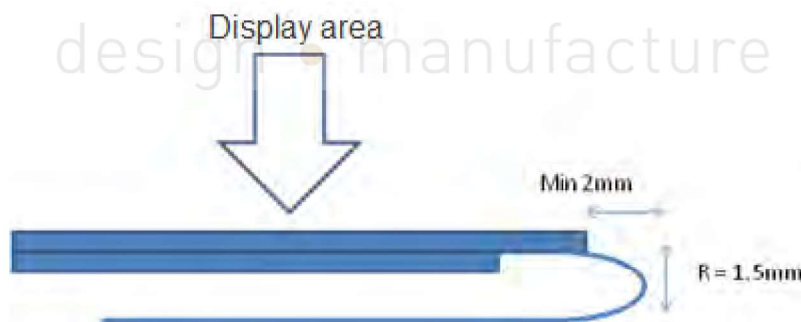 Display area
design • manufacture
Min 2mm
R = 1.5mm